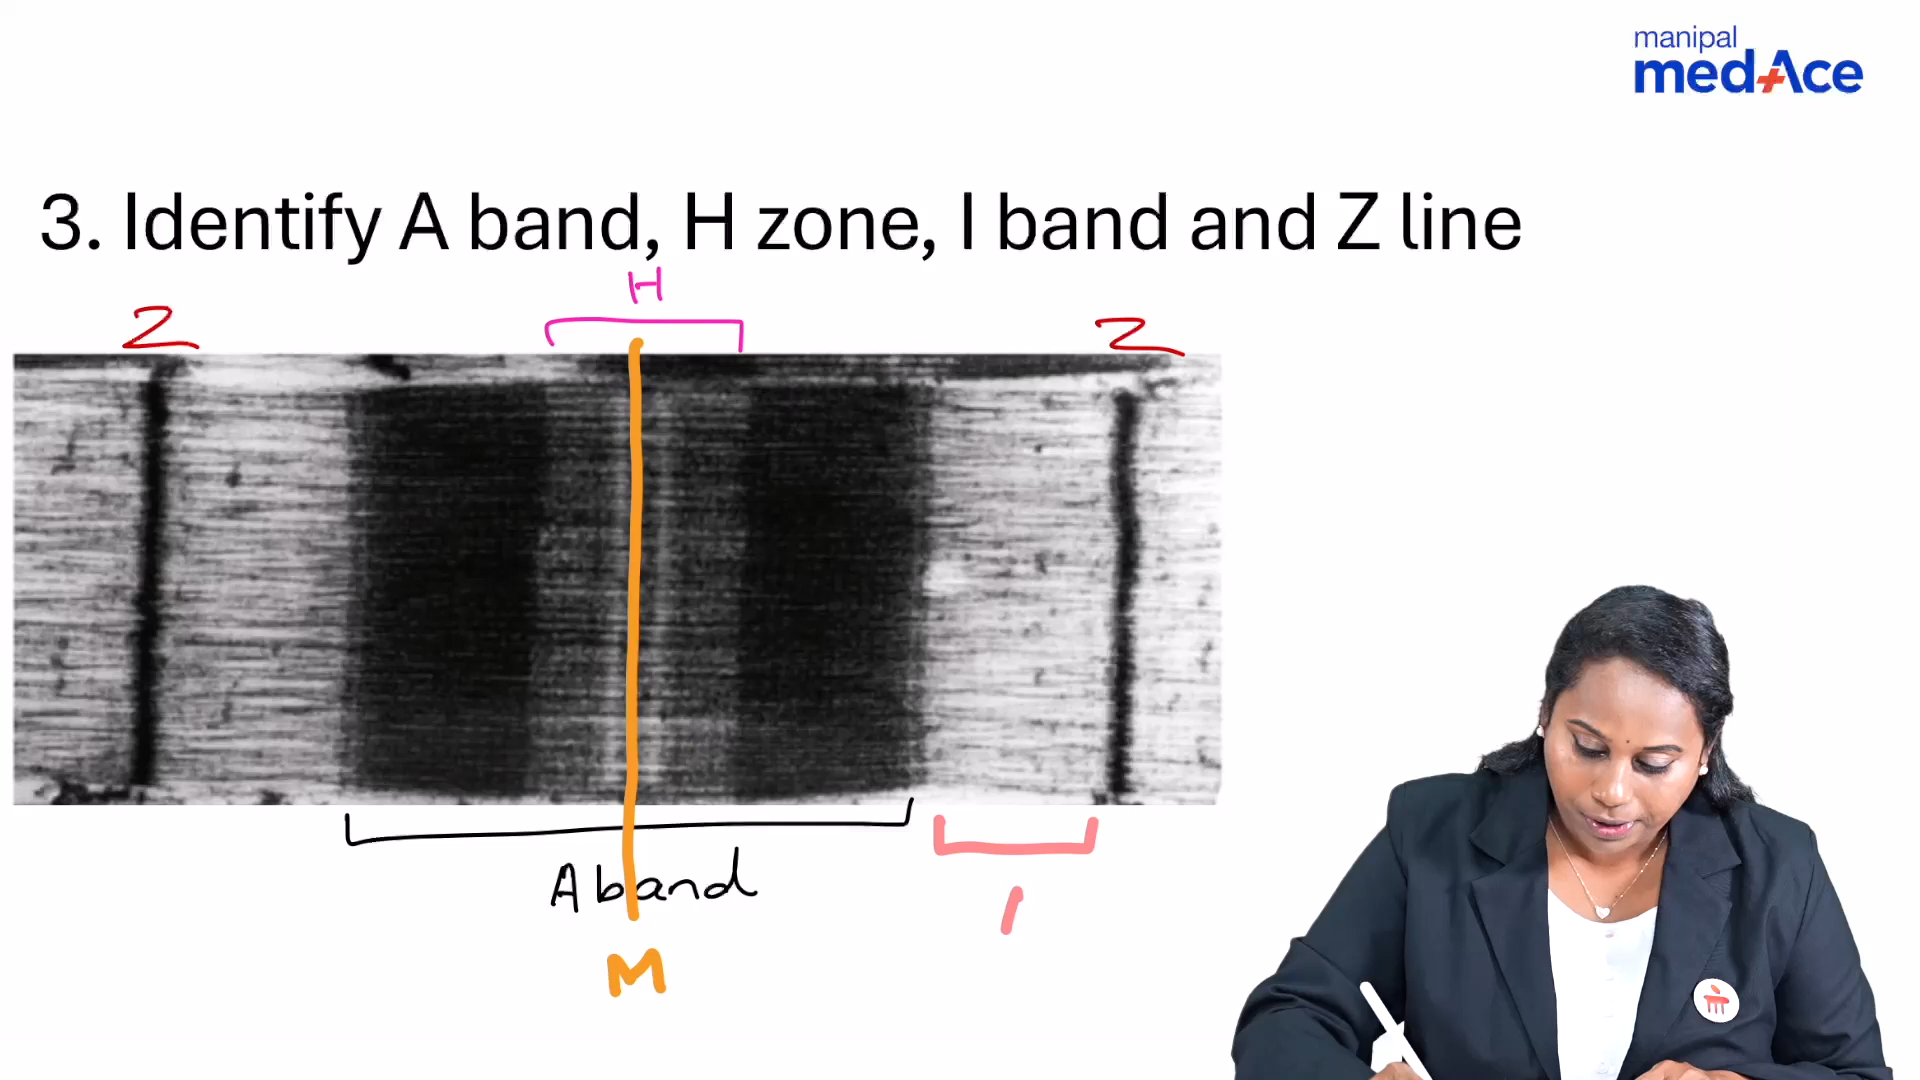 manipal
medAce
3. Identify A band, H zone, I band and Z line
H
Z
Z
A band
I
M